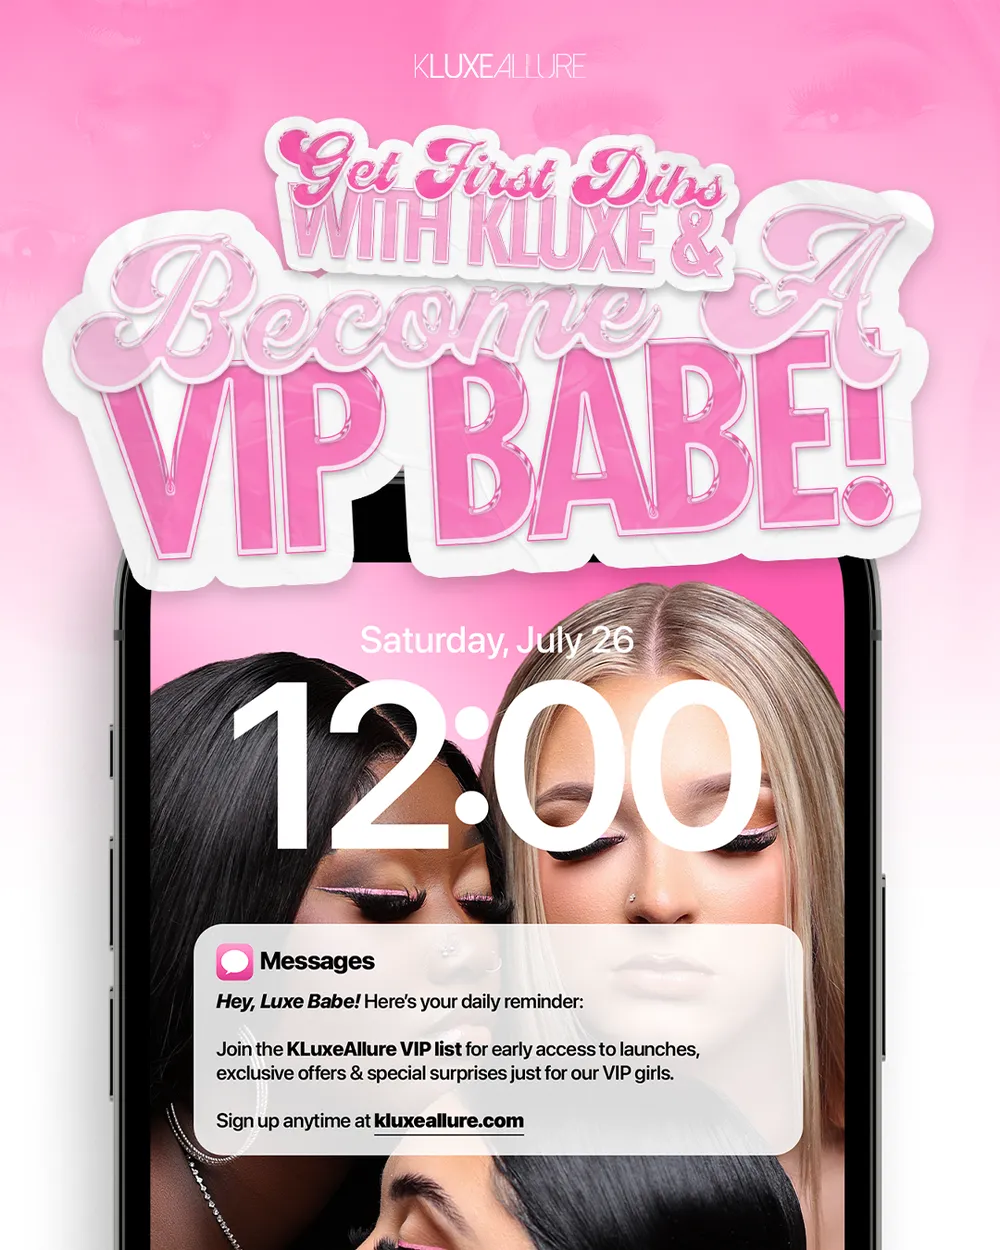 KLUXEALLURE
Get First Dibs
WITH KLUXE &
Become A
VIP BABE!
Saturday, July 26
12:00
Messages
Hey, Luxe Babe! Here's your daily reminder:
Join the KLuxeAllure VIP list for early access to launches,
exclusive offers & special surprises just for our VIP girls.
Sign up anytime at kluxeallure.com